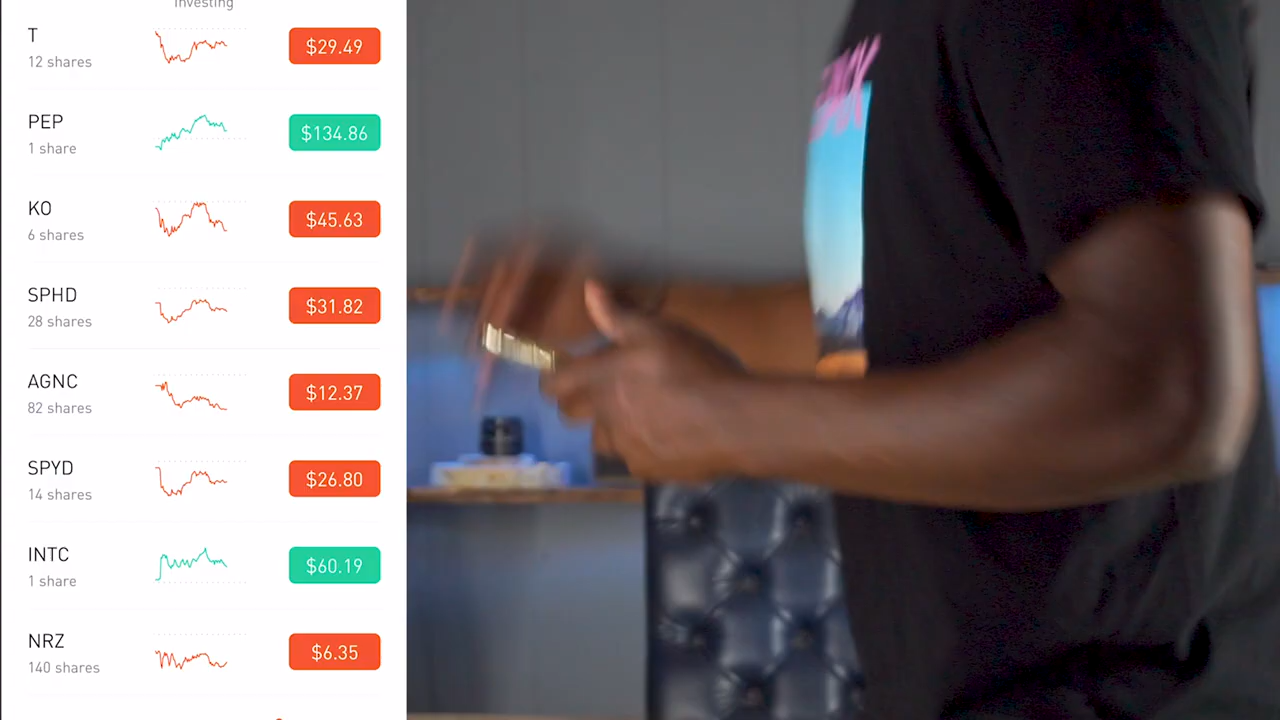 Investing
T
12 shares
$29.49
PEP
1 share
$134.86
KO
6 shares
$45.63
SPHD
28 shares
$31.82
AGNC
82 shares
$12.37
SPYD
14 shares
$26.80
INTC
1 share
$60.19
NRZ
140 shares
$6.35